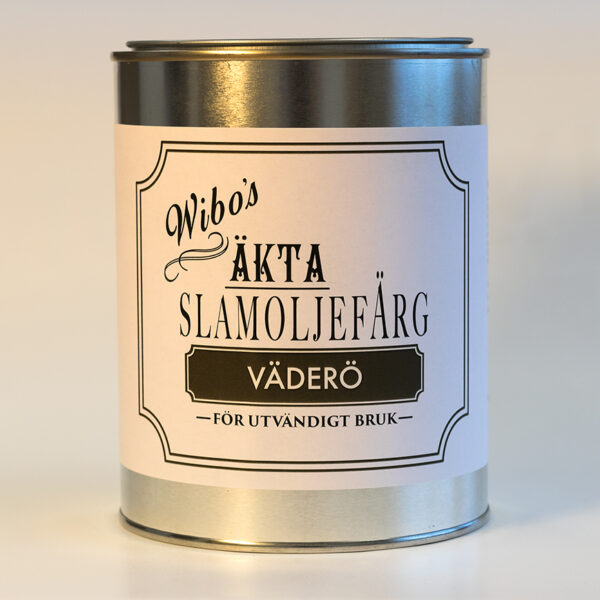 Wibo's
ÄKTA
SLAMOLJEFÄRG
VÄDERÖ
—FÖR UTVÄNDIGT BRUK—